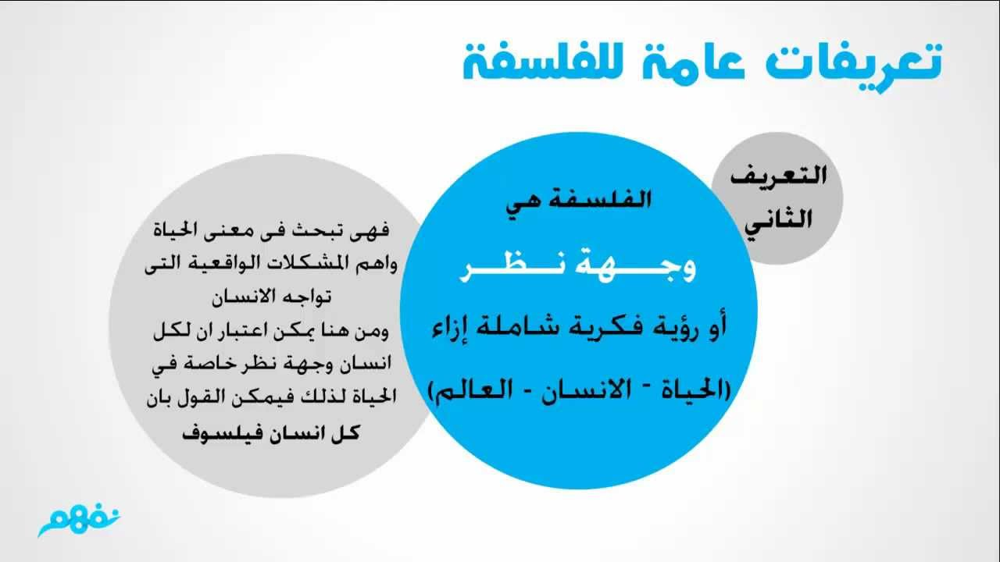 تعريفات عامة للفلسفة
التعريف
الثاني
الفلسفة هي
وجهة نظر
أو رؤية فكرية شاملة إزاء
(الحياة - الانسان - العالم)
فهى تبحث فى معنى الحياة
واهم المشكلات الواقعية التى
تواجه الانسان
ومن هنا يمكن اعتبار ان لكل
انسان وجهة نظر خاصة في
الحياة لذلك فيمكن القول بان
كل انسان فيلسوف
نفهم